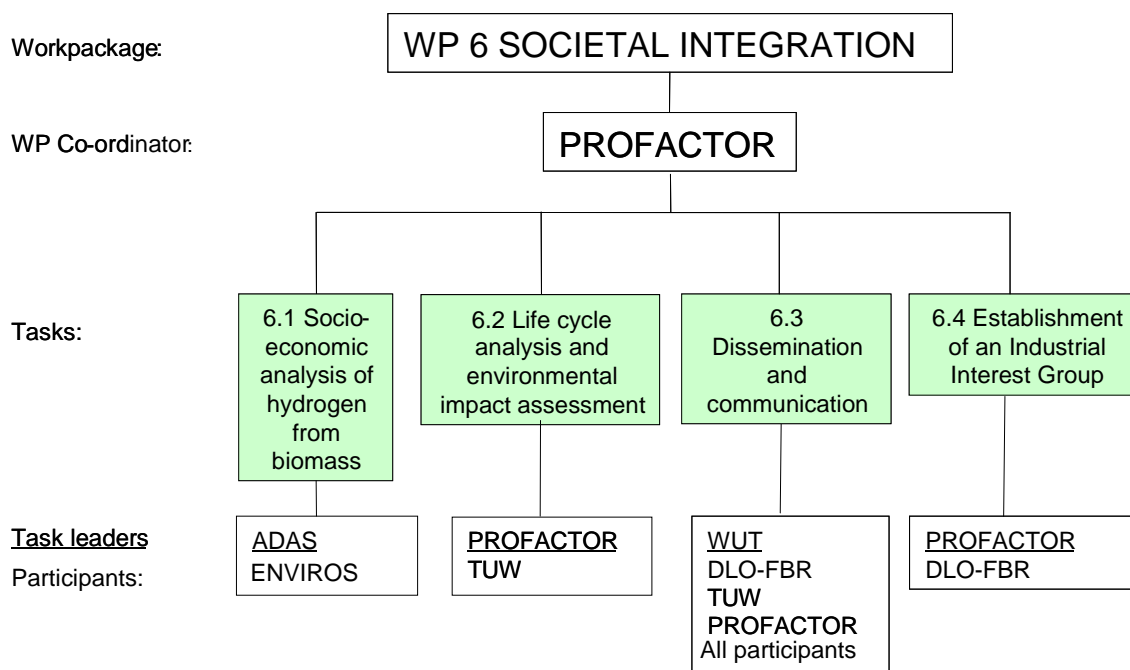 Workpackage:
WP 6 SOCIETAL INTEGRATION
WP Co-ordinator:
PROFACTOR
Tasks:
6.1 Socio-
economic
analysis of
hydrogen
from
biomass
6.2 Life cycle
analysis and
environmental
impact assessment
6.3
Dissemination
and
communication
6.4 Establishment
of an Industrial
Interest Group
Task leaders
Participants:
ADAS
ENVIROS
PROFACTOR
TUW
WUT
DLO-FBR
TUW
PROFACTOR
All participants
PROFACTOR
DLO-FBR